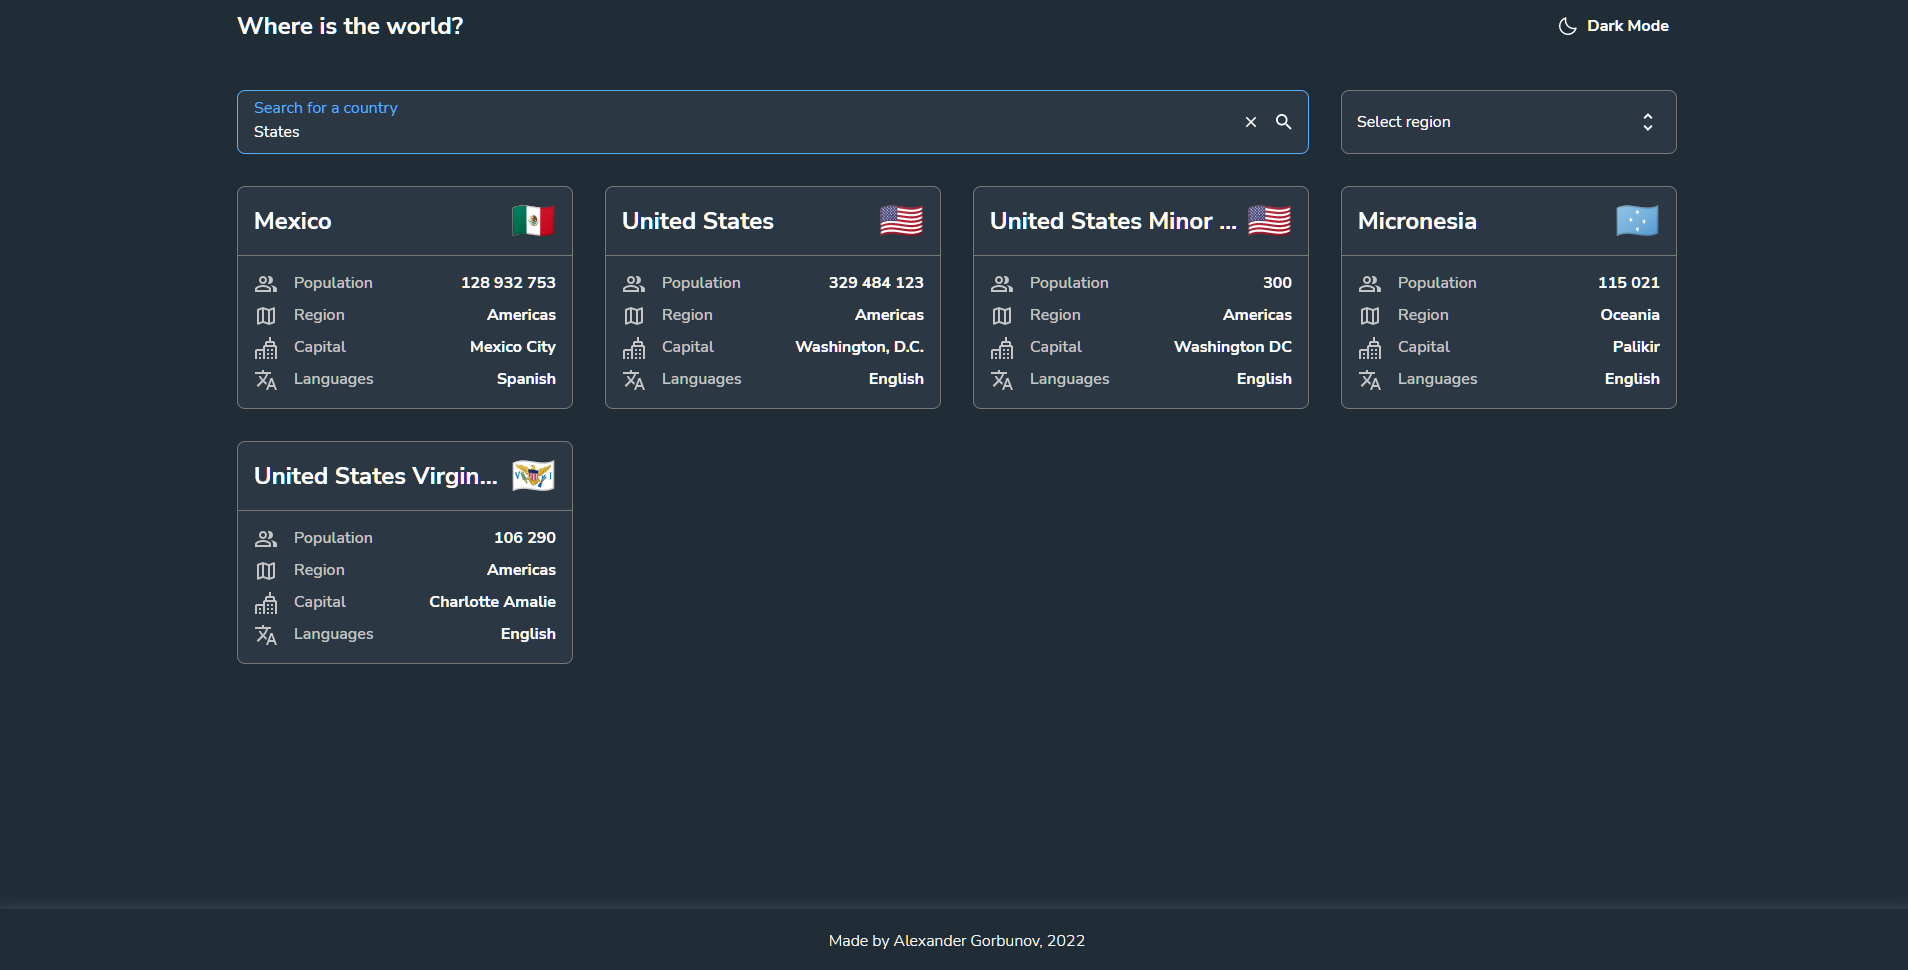 Where is the world?
Dark Mode
Search for a country
States
Select region
Mexico
Population 128 932 753
Region Americas
Capital Mexico City
Languages Spanish
United States
Population 329 484 123
Region Americas
Capital Washington, D.C.
Languages English
United States Minor ...
Population 300
Region Americas
Capital Washington DC
Languages English
Micronesia
Population 115 021
Region Oceania
Capital Palikir
Languages English
United States Virgin...
Population 106 290
Region Americas
Capital Charlotte Amalie
Languages English
Made by Alexander Gorbunov, 2022